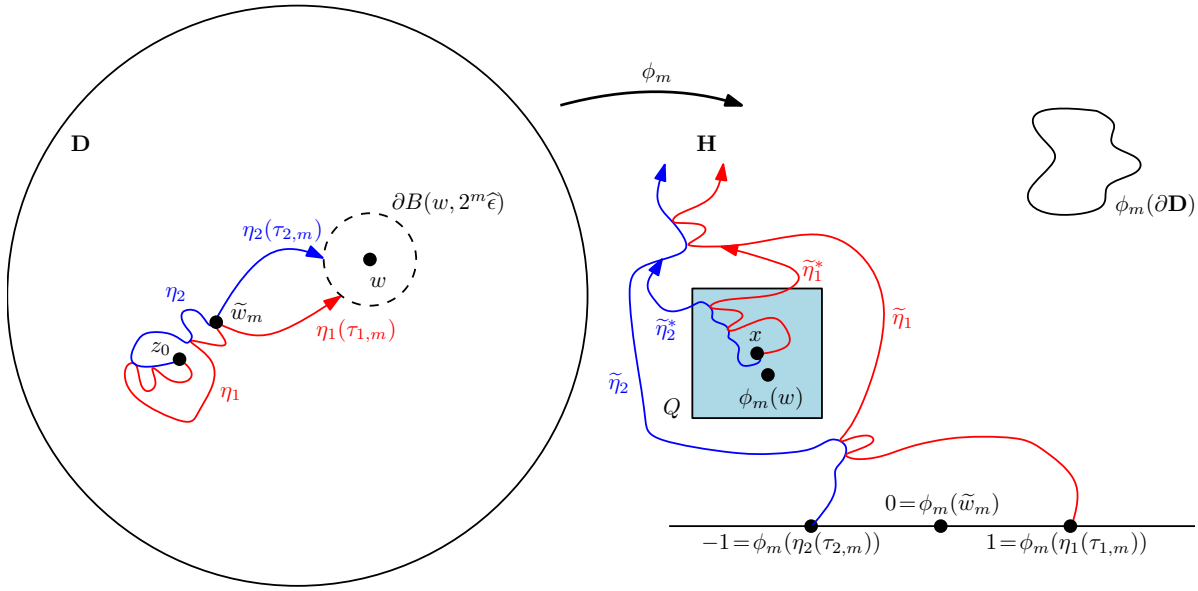 ϕ_m
D
H
∂B(w, 2^m ε̂)
η_2(τ_{2,m})
ϕ_m(∂D)
w
η̃_1^*
η_2
w̃_m
η_1(τ_{1,m})
η̃_2^*
η̃_1
z_0
x
η_1
η̃_2
ϕ_m(w)
Q
0=ϕ_m(w̃_m)
−1=ϕ_m(η_2(τ_{2,m}))
1=ϕ_m(η_1(τ_{1,m}))